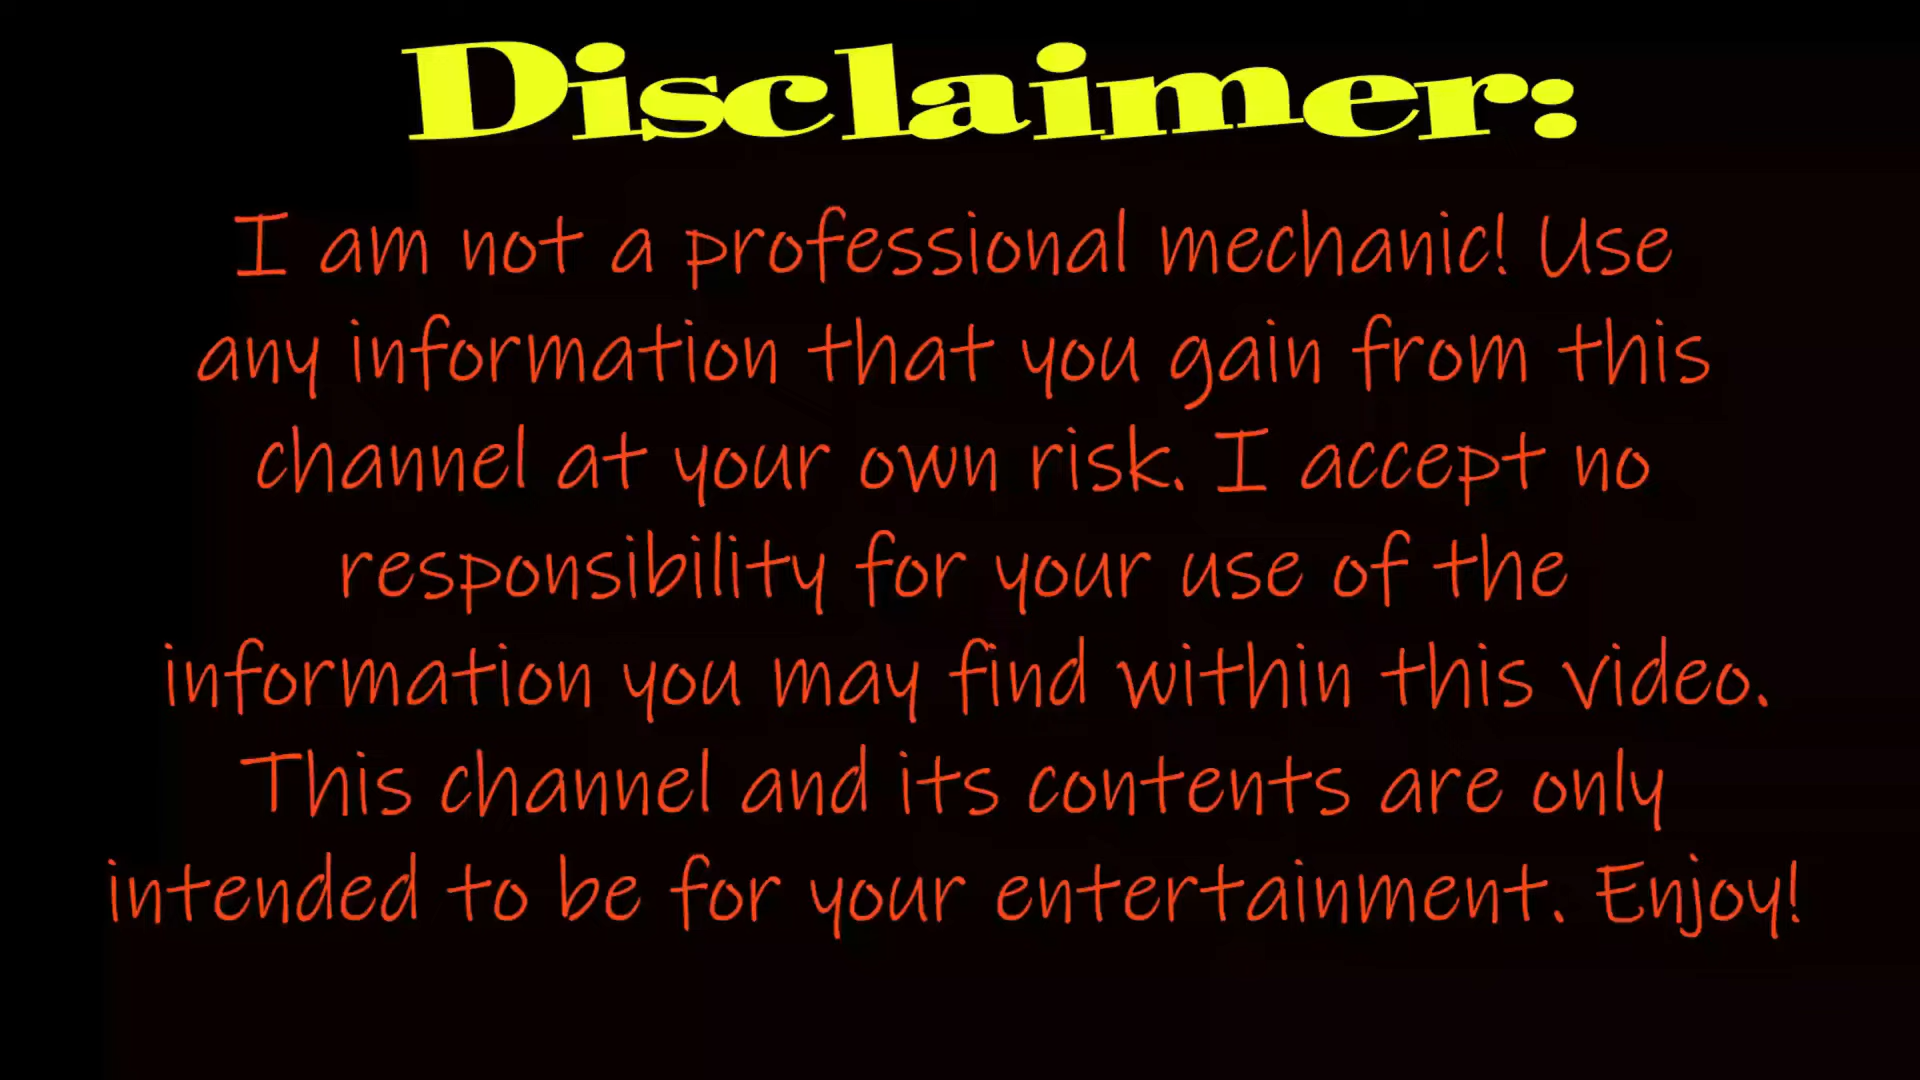 Disclaimer:
I am not a professional mechanic! Use
any information that you gain from this
channel at your own risk. I accept no
responsibility for your use of the
information you may find within this video.
This channel and its contents are only
intended to be for your entertainment. Enjoy!